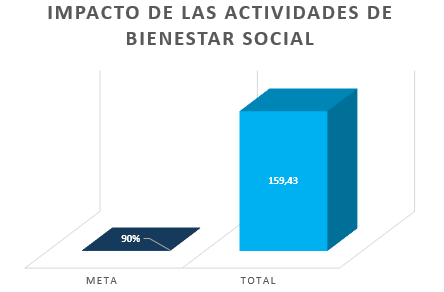 IMPACTO DE LAS ACTIVIDADES DE
BIENESTAR SOCIAL
159,43
90%
META
TOTAL